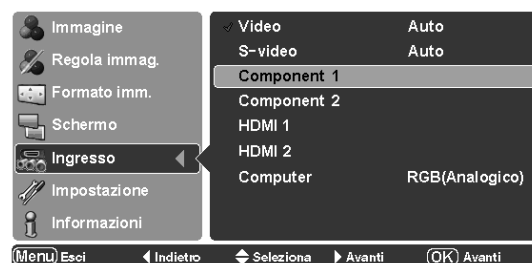 Immagine
Regola immag.
Formato imm.
Schermo
Ingresso
Impostazione
Informazioni
Video Auto
S-video Auto
Component 1
Component 2
HDMI 1
HDMI 2
Computer RGB(Analogico)
Menu Esci Indietro Seleziona Avanti OK Avanti